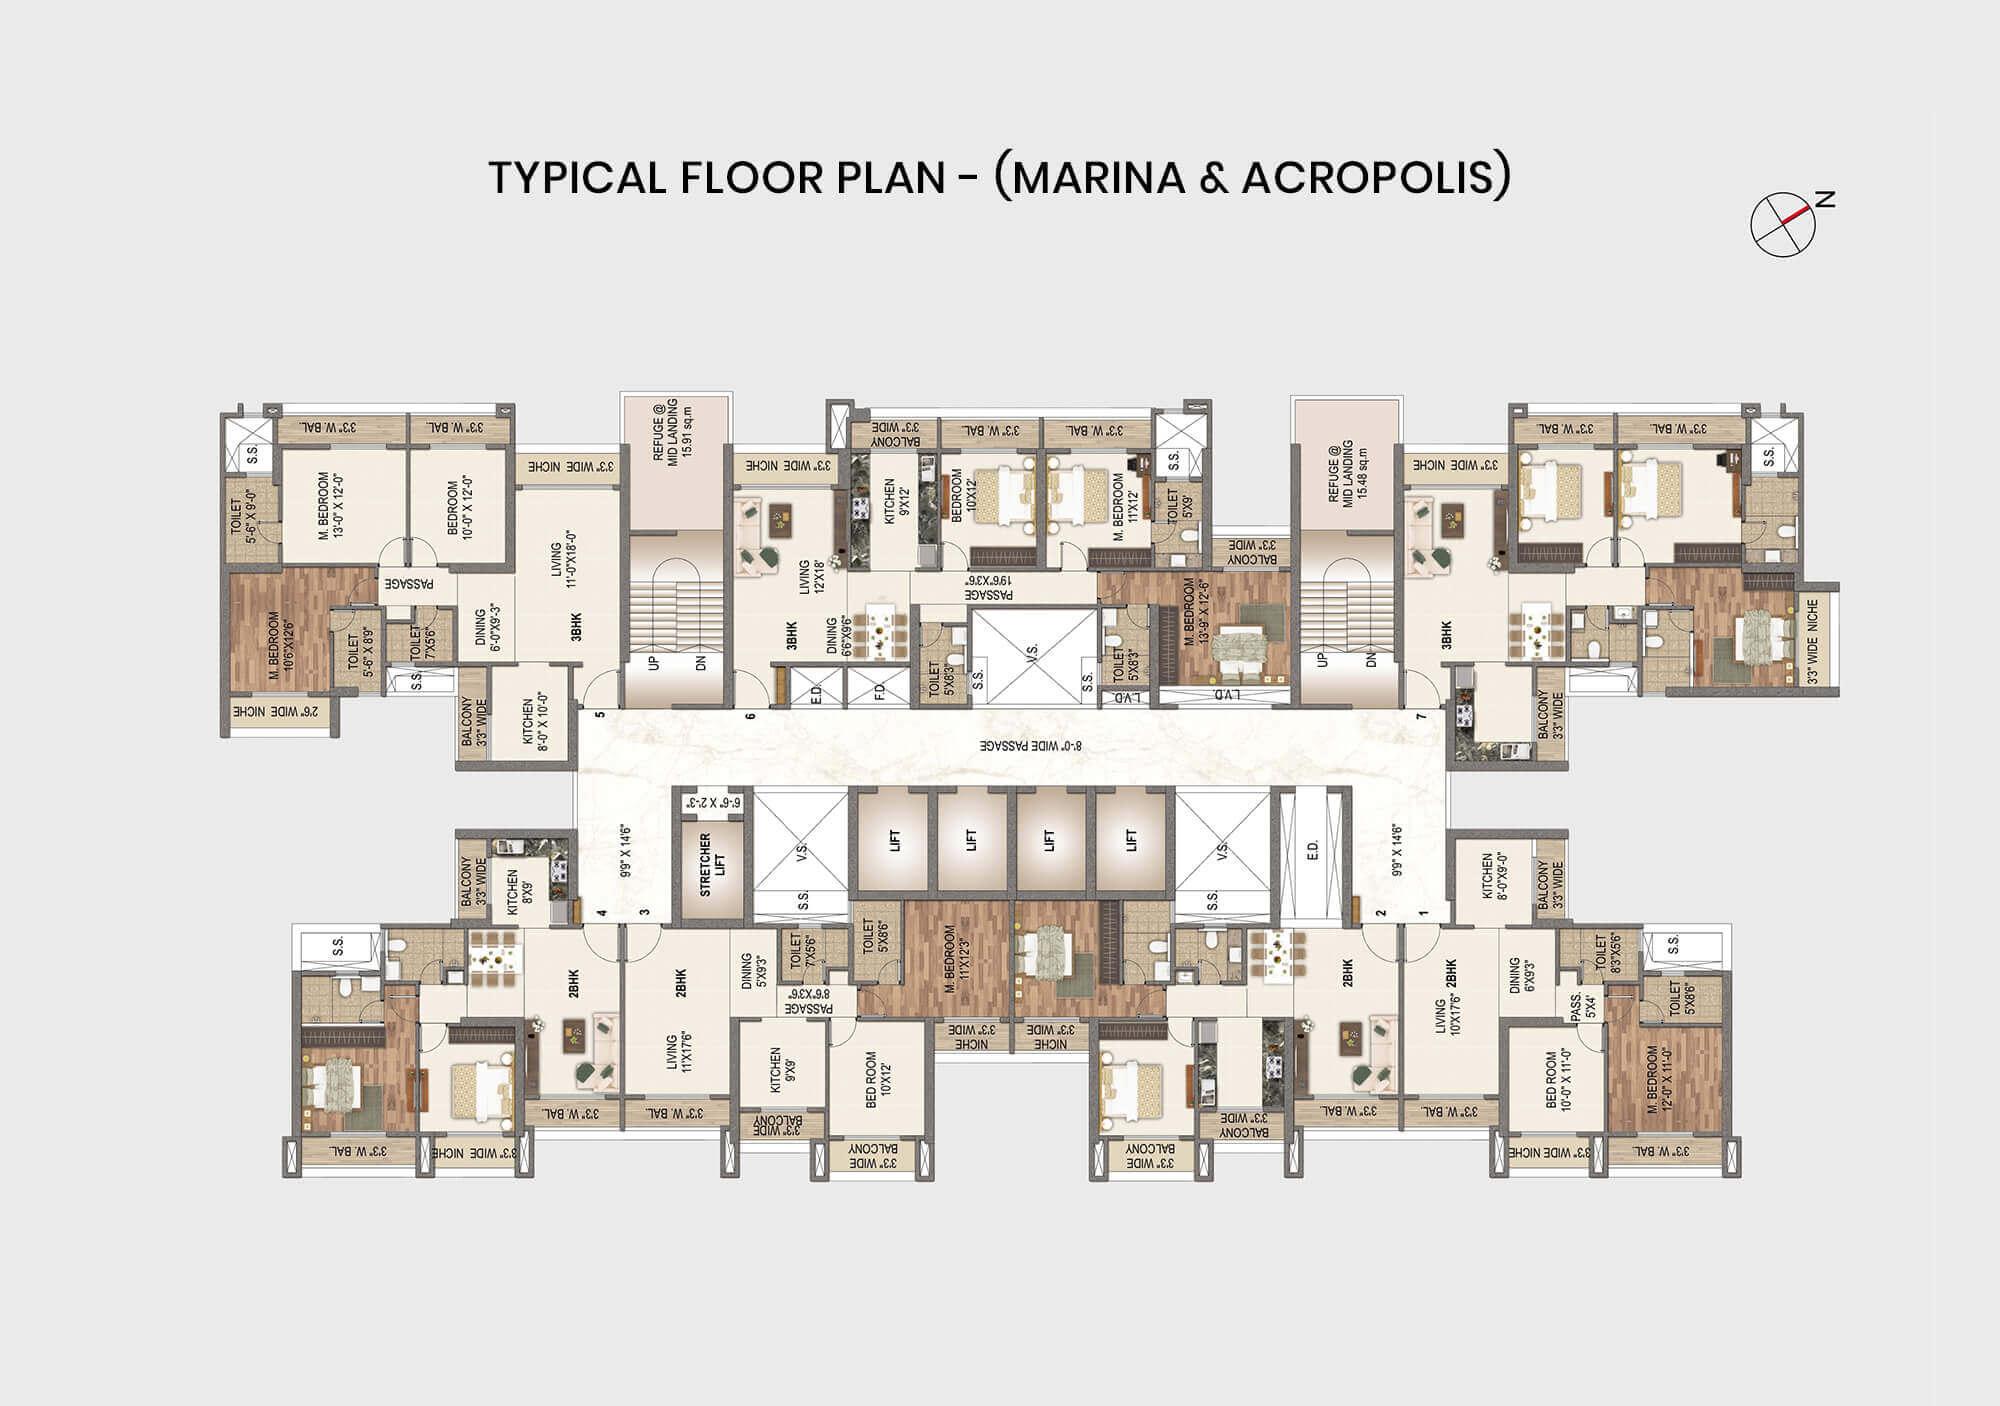 TYPICAL FLOOR PLAN - (MARINA & ACROPOLIS)
N
S.S.
3'3" W. BAL.
3'3" W. BAL.
TOILET
5'-6" X 9'-0"
M. BEDROOM
13'-0" X 12'-0"
BEDROOM
10'-0" X 12'-0"
3'3" WIDE NICHE
LIVING
11'-0"X18'-0"
3BHK
DINING
6'-0"X9'-3"
PASSAGE
M. BEDROOM
10'6"X12'6"
TOILET
5'-6" X 8'9"
TOILET
7'X5'6"
S.S.
2'6" WIDE NICHE
BALCONY
3'3" WIDE
KITCHEN
8'-0" X 10'-0"
5
REFUGE @
MID LANDING
15.91 sq.m
UP
DN
3'3" WIDE NICHE
LIVING
12'X18'
3BHK
DINING
6'6"X9'6"
6
E.D.
F.D.
BALCONY
3'3" WIDE
KITCHEN
9'X12'
3'3" W. BAL.
BEDROOM
10'X12'
3'3" W. BAL.
M. BEDROOM
11'X12'
S.S.
TOILET
5'X9'
BALCONY
3'3" WIDE
PASSAGE
19'6"X3'6"
TOILET
5'X8'3"
S.S.
V.S.
S.S.
TOILET
5'X8'3"
L.V.D.
M. BEDROOM
13'-9" X 12'-6"
L.V.D.
REFUGE @
MID LANDING
15.48 sq.m
UP
DN
3'3" WIDE NICHE
3'3" W. BAL.
3'3" W. BAL.
S.S.
3BHK
3'3" WIDE NICHE
BALCONY
3'3" WIDE
7
8'-0" WIDE PASSAGE
9'9" X 14'6"
6'-6" X 2'-3"
STRETCHER
LIFT
V.S.
S.S.
LIFT
LIFT
LIFT
LIFT
V.S.
S.S.
E.D.
9'9" X 14'6"
BALCONY
3'3" WIDE
KITCHEN
8'X9'
4
3
S.S.
2BHK
3'3" W. BAL.
3'3" WIDE NICHE
3'3" W. BAL.
2BHK
LIVING
11'X17'6"
3'3" W. BAL.
DINING
5'X9'3"
TOILET
7'X5'6"
PASSAGE
8'6"X3'6"
KITCHEN
9'X9'
BALCONY
3'3" WIDE
BED ROOM
10'X12'
BALCONY
3'3" WIDE
TOILET
5'X8'6"
M. BEDROOM
11'X12'3"
3'3" WIDE
NICHE
3'3" WIDE
NICHE
BALCONY
3'3" WIDE
BALCONY
3'3" WIDE
2BHK
3'3" W. BAL.
2
1
KITCHEN
8'-0"X9'-0"
BALCONY
3'3" WIDE
2BHK
LIVING
10'X17'6"
3'3" W. BAL.
DINING
6'X9'3"
TOILET
8'3"X5'6"
S.S.
PASS.
5'X4'
TOILET
5'X8'6"
BED ROOM
10'-0" X 11'-0"
M. BEDROOM
12'-0" X 11'-0"
3'3" WIDE NICHE
3'3" W. BAL.